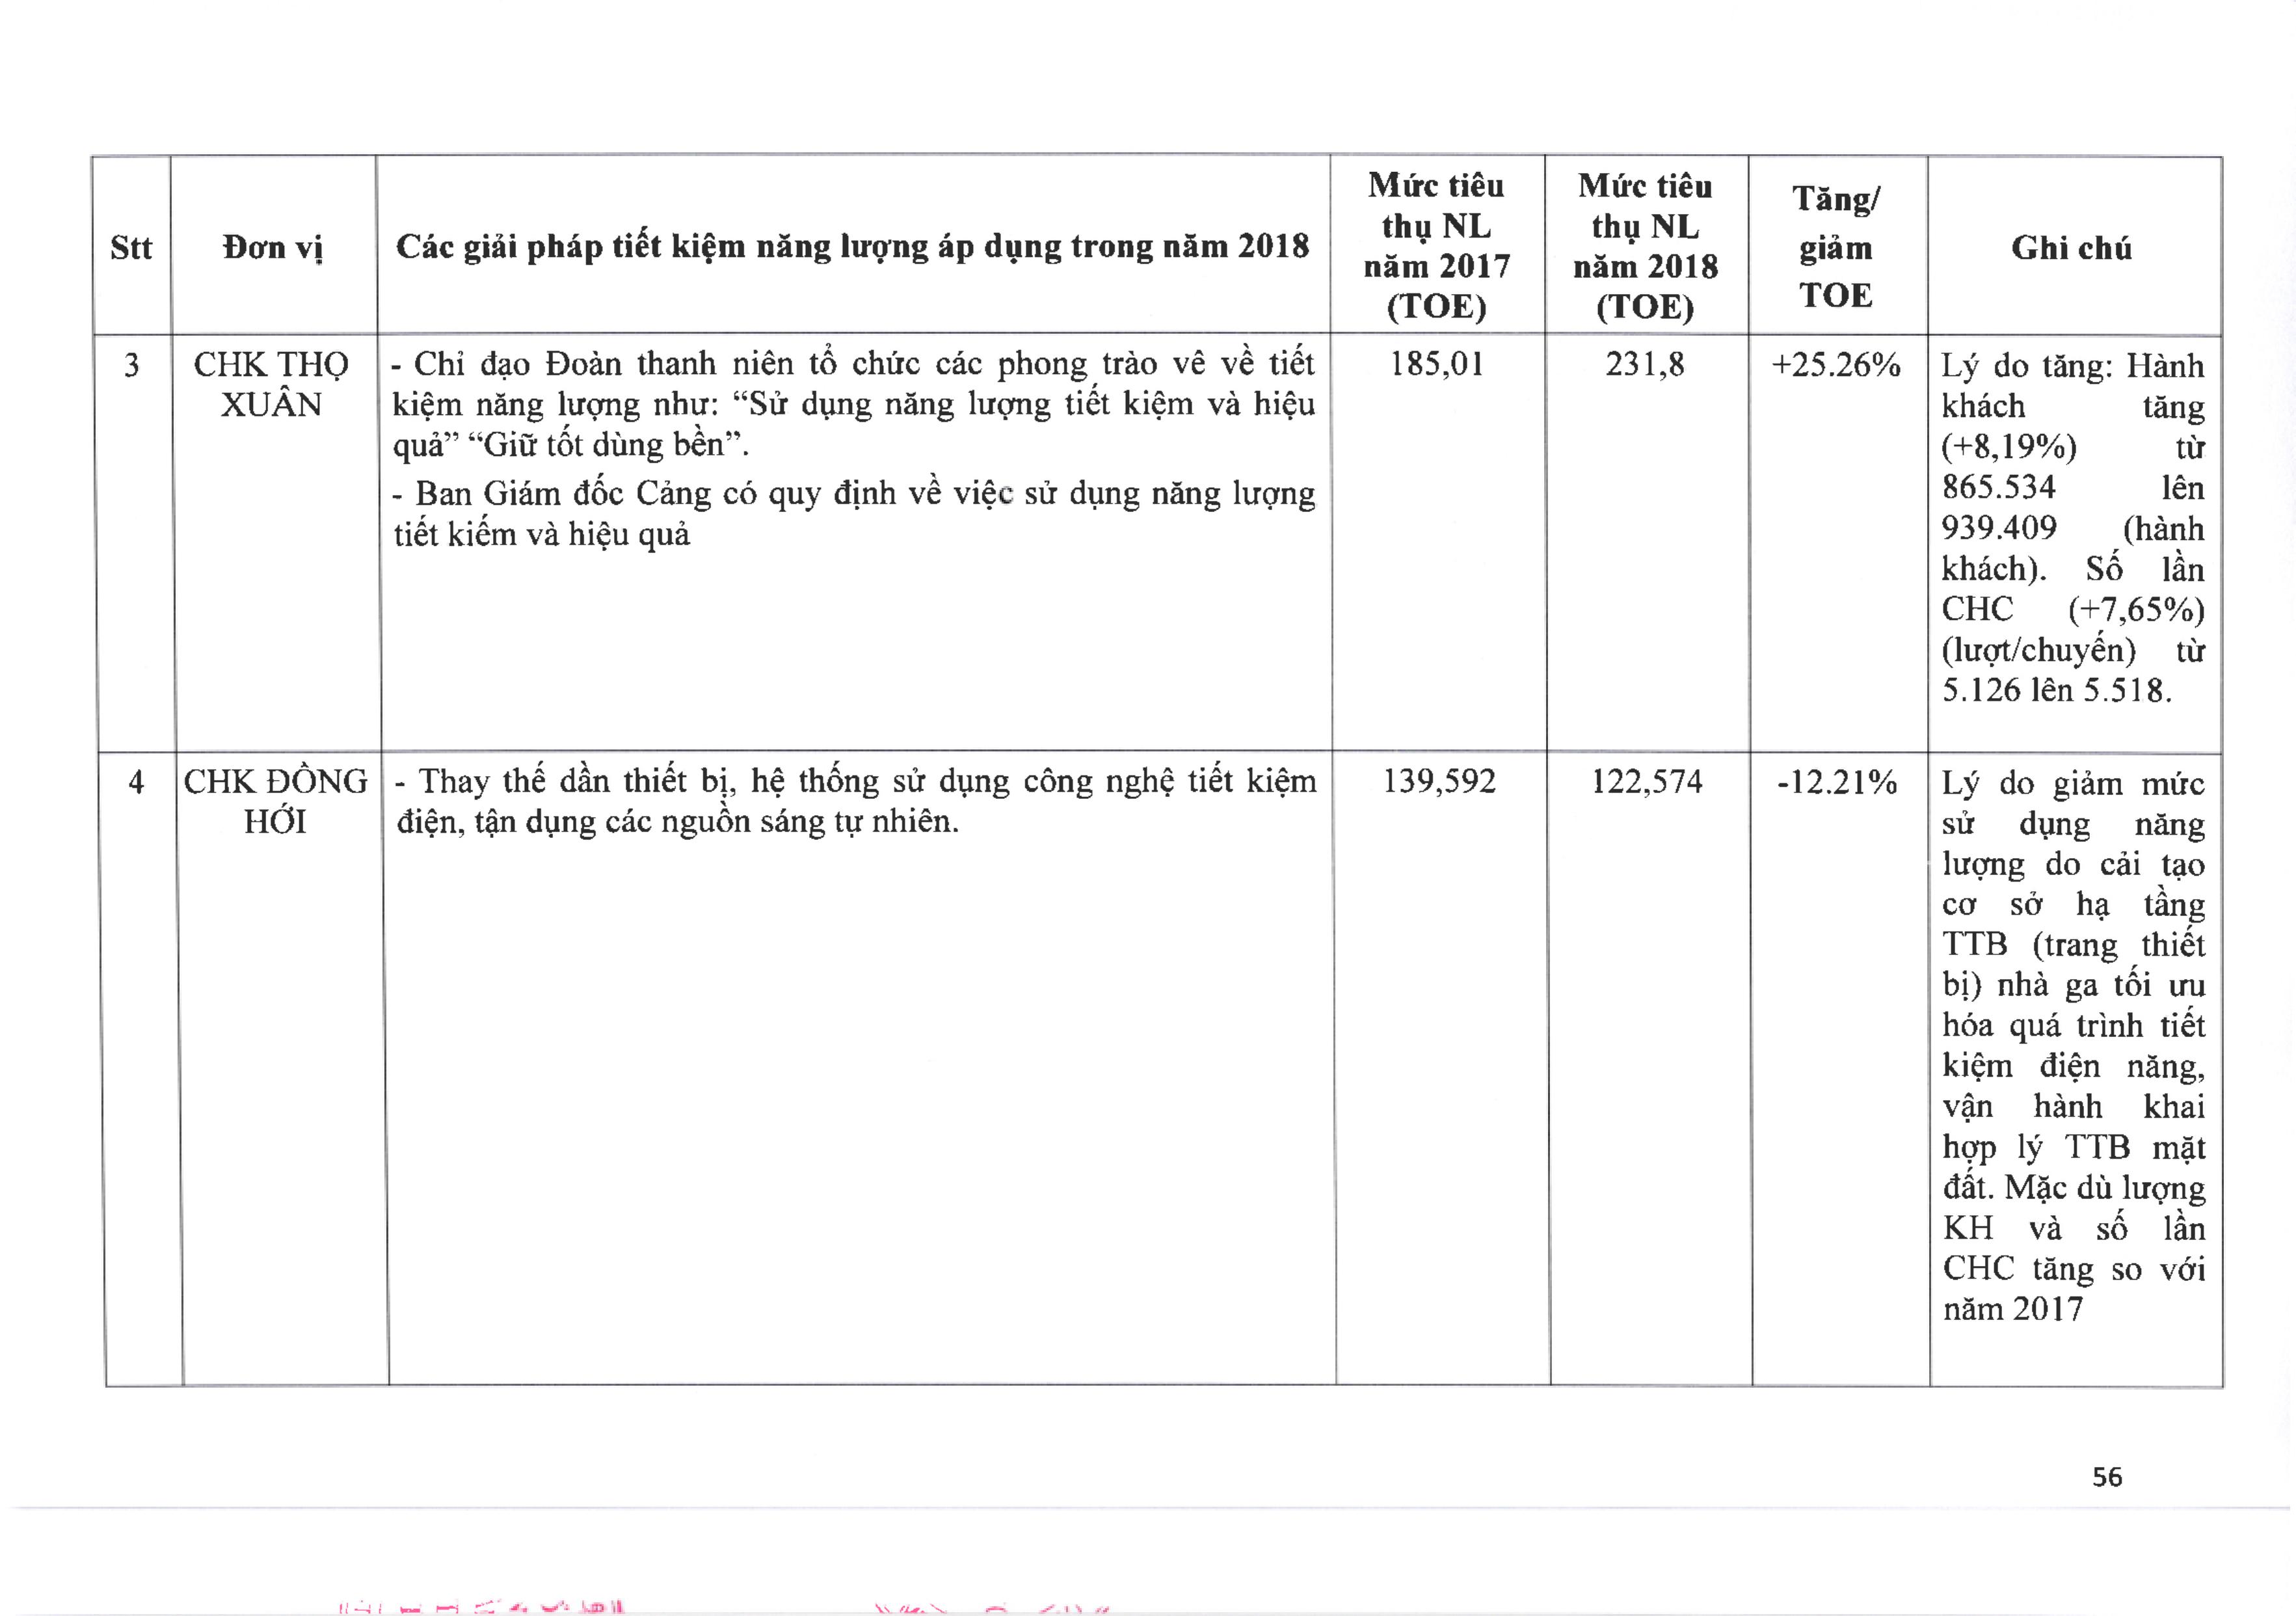 Stt
Đơn vị
Các giải pháp tiết kiệm năng lượng áp dụng trong năm 2018
Mức tiêu
thụ NL
năm 2017
(TOE)
Mức tiêu
thụ NL
năm 2018
(TOE)
Tăng/
giảm
TOE
Ghi chú
3
CHK THỌ
XUÂN
- Chỉ đạo Đoàn thanh niên tổ chức các phong trào vê về tiết
kiệm năng lượng như: “Sử dụng năng lượng tiết kiệm và hiệu
quả” “Giữ tốt dùng bền”.
- Ban Giám đốc Cảng có quy định về việc sử dụng năng lượng
tiết kiếm và hiệu quả
185,01
231,8
+25.26%
Lý do tăng: Hành
khách tăng
(+8,19%) từ
865.534 lên
939.409 (hành
khách). Số lần
CHC (+7,65%)
(lượt/chuyến) từ
5.126 lên 5.518.
4
CHK ĐỒNG
HỚI
- Thay thế dần thiết bị, hệ thống sử dụng công nghệ tiết kiệm
điện, tận dụng các nguồn sáng tự nhiên.
139,592
122,574
-12.21%
Lý do giảm mức
sử dụng năng
lượng do cải tạo
cơ sở hạ tầng
TTB (trang thiết
bị) nhà ga tối ưu
hóa quá trình tiết
kiệm điện năng,
vận hành khai
hợp lý TTB mặt
đất. Mặc dù lượng
KH và số lần
CHC tăng so với
năm 2017
56